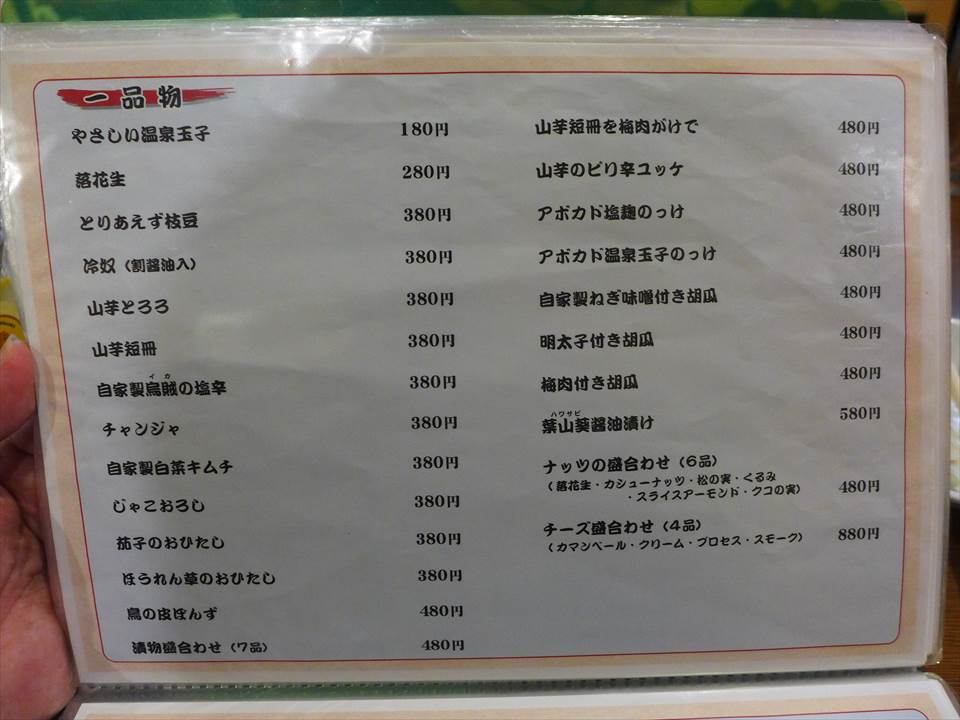 一品物
やさしい温泉玉子 180円
落花生 280円
とりあえず枝豆 380円
冷奴（割醤油入） 380円
山芋とろろ 380円
山芋短冊 380円
イカ
自家製烏賊の塩辛 380円
チャンジャ 380円
自家製白菜キムチ 380円
じゃこおろし 380円
茄子のおひたし 380円
ほうれん草のおひたし 380円
鳥の皮ぽんず 480円
漬物盛合わせ（7品） 480円
山芋短冊を梅肉がけで 480円
山芋のピリ辛ユッケ 480円
アボカド塩麹のっけ 480円
アボカド温泉玉子のっけ 480円
自家製ねぎ味噌付き胡瓜 480円
明太子付き胡瓜 480円
梅肉付き胡瓜 480円
ハワサビ
葉山葵醤油漬け 580円
ナッツの盛合わせ（6品）
（落花生・カシューナッツ・松の実・くるみ 480円
・スライスアーモンド・クコの実）
チーズ盛合わせ（4品） 880円
（カマンベール・クリーム・プロセス・スモーク）